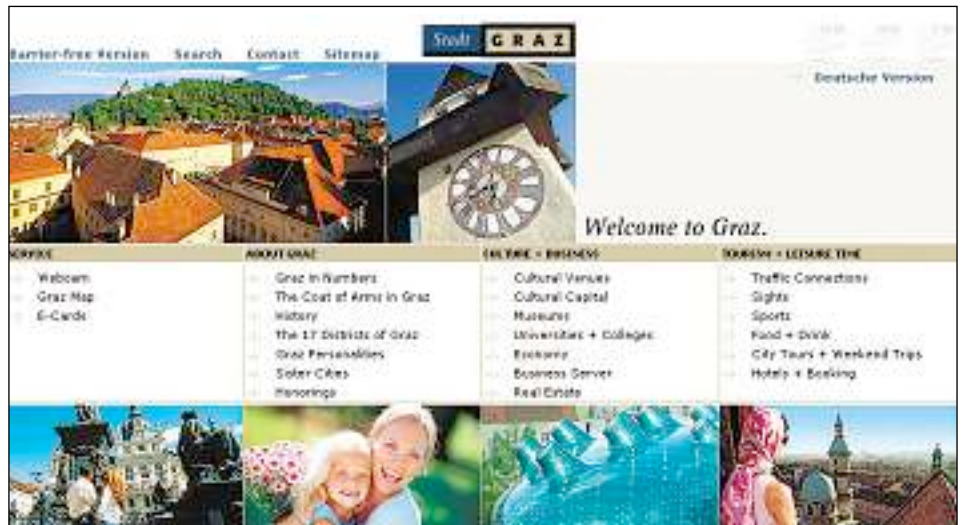 Stadt GRAZ
Barrier-free Version Search Contact Sitemap
Deutsche Version
Welcome to Graz.
SERVICE
Webcam
Graz Map
E-Cards
ABOUT GRAZ
Graz in Numbers
The Coat of Arms in Graz
History
The 17 Districts of Graz
Graz Personalities
Sister Cities
Honorings
CULTURE + BUSINESS
Cultural Venues
Cultural Capital
Museums
Universities + Colleges
Economy
Business Server
Real Estate
TOURISM + LEISURE TIME
Traffic Connections
Sights
Sports
Food + Drink
City Tours + Weekend Trips
Hotels + Booking